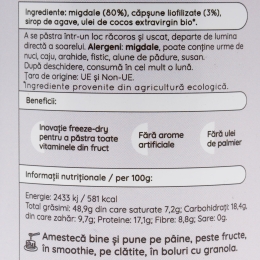 Ingrediente: migdale (80%), căpșune liofilizate (3%),
sirop de agave, ulei de cocos extravirgin bio*.
A se păstra într-un loc răcoros și uscat, departe de lumina
directă a soarelui. Alergeni: migdale, poate conține urme de
nuci, caju, arahide, fistic, alune de pădure, susan.
După deschidere, consumă în cel mult o lună.
Țara de origine: UE și Non-UE.
*Ingrediente provenite din agricultură ecologică.
Beneficii:
Inovație freeze-dry
pentru a păstra toate
vitaminele din fruct
Fără arome
artificiale
Fără ulei
de palmier
Informații nutriționale / per 100g:
Energie: 2433 kj / 581 kcal
Total grăsimi: 48,9g din care saturate 7,2g; Carbohidrați: 18,4g,
din care zahăr: 9,7g; Proteine: 17,1g; Fibre: 8,8g; Sare: 0g.
Amestecă bine și pune pe pâine, peste fructe,
în smoothie, pe clătite, în boluri cu granola.